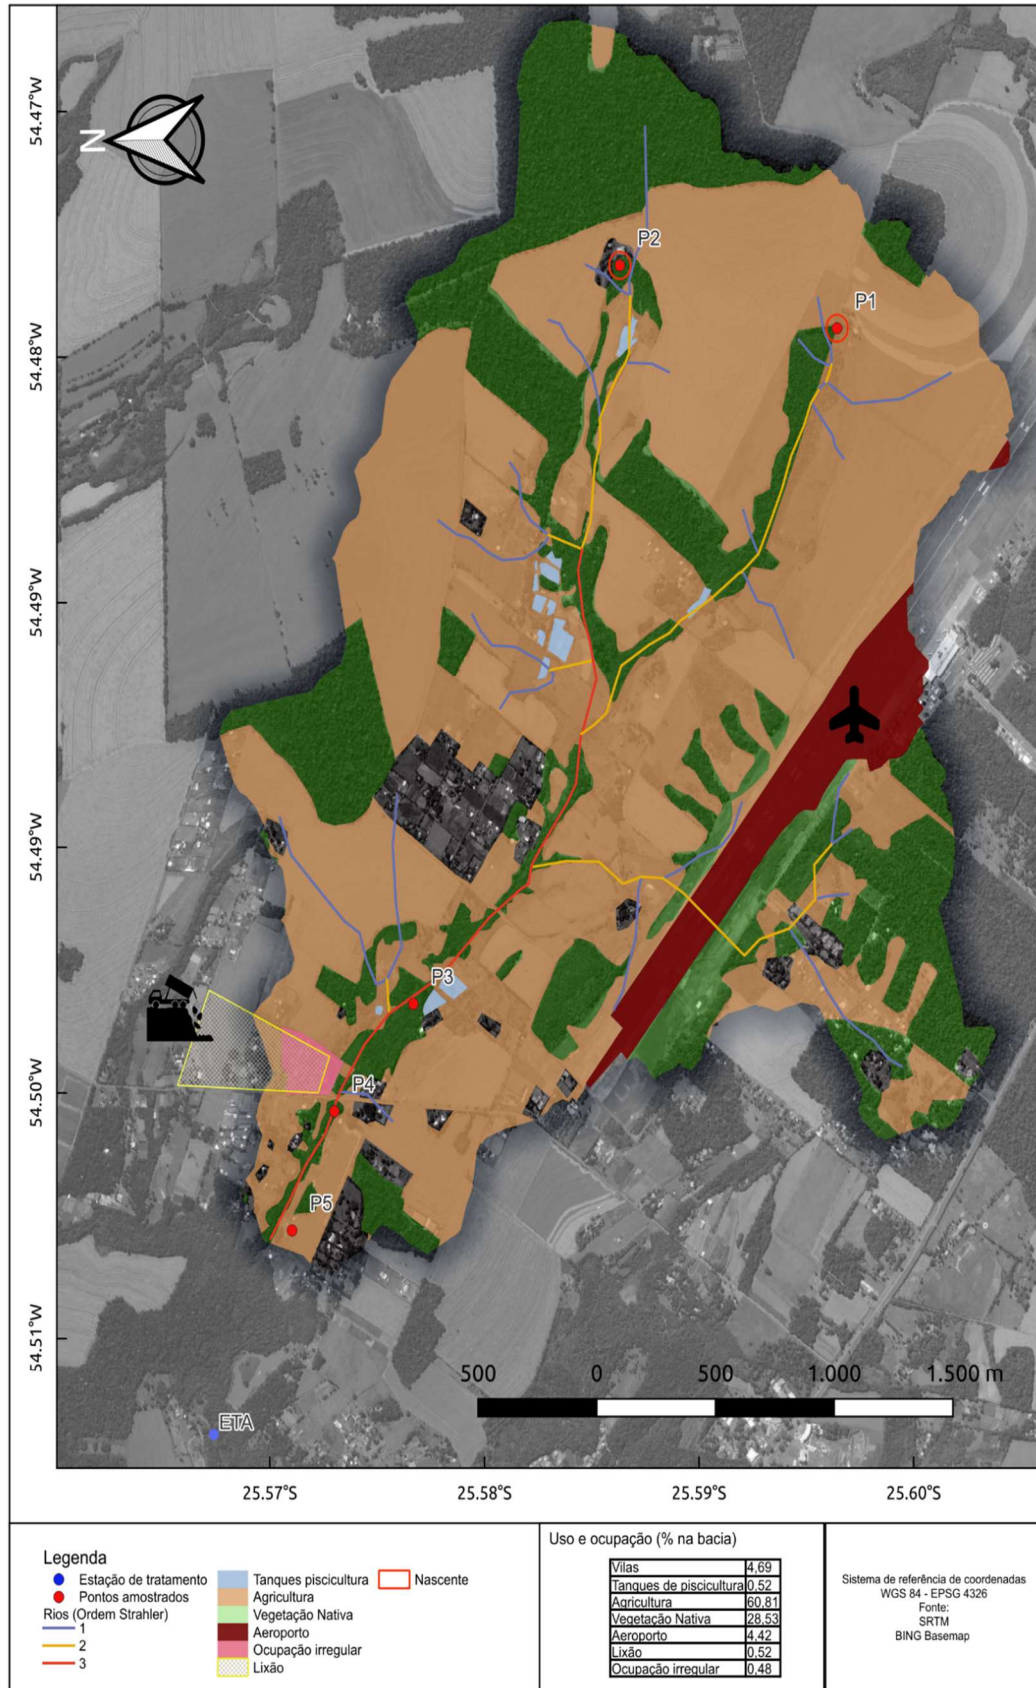 54.47°W
N
P2
P1
54.48°W
54.49°W
54.49°W
P3
54.50°W
P4
P5
54.51°W
500 0 500 1.000 1.500 m
ETA
25.57°S 25.58°S 25.59°S 25.60°S
Legenda
Estação de tratamento
Pontos amostrados
Rios (Ordem Strahler)
1
2
3
Tanques piscicultura
Agricultura
Vegetação Nativa
Aeroporto
Ocupação irregular
Lixão
Nascente
Uso e ocupação (% na bacia)
Vilas 4,69
Tanques de piscicultura 0,52
Agricultura 60,81
Vegetação Nativa 28,53
Aeroporto 4,42
Lixão 0,52
Ocupação irregular 0,48
Sistema de referência de coordenadas
WGS 84 - EPSG 4326
Fonte:
SRTM
BING Basemap